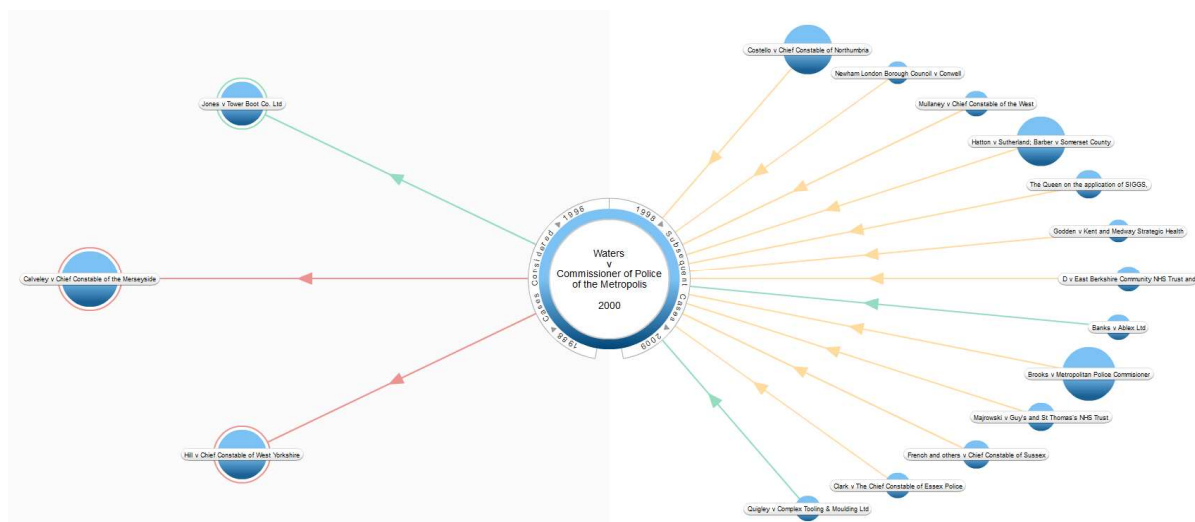 Jones v Tower Boot Co. Ltd
Calveley v Chief Constable of the Merseyside
Hill v Chief Constable of West Yorkshire
1988 ▶ Cases Considered ▶ 1996
Waters
v
Commissioner of Police
of the Metropolis
2000
1998 ◀ Subsequent Cases ◀ 2009
Costello v Chief Constable of Northumbria
Newham London Borough Council v Conwell
Mullaney v Chief Constable of the West
Hatton v Sutherland; Barber v Somerset County
The Queen on the application of SIGGS,
Godden v Kent and Medway Strategic Health
D v East Berkshire Community NHS Trust and
Banks v Ablex Ltd
Brooks v Metropolitan Police Commisioner
Majrowski v Guy's and St Thomas's NHS Trust
French and others v Chief Constable of Sussex
Clark v The Chief Constable of Essex Police,
Quigley v Complex Tooling & Moulding Ltd